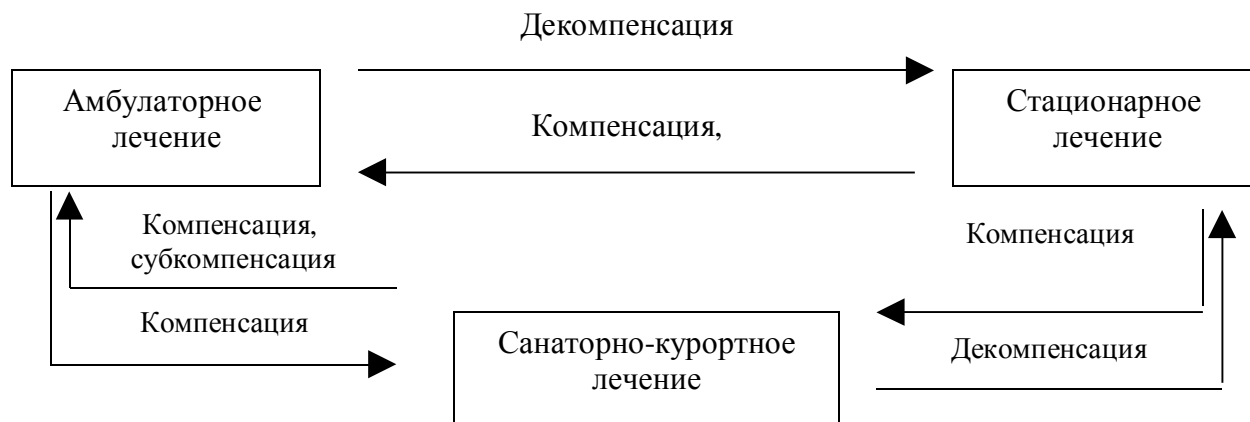 Декомпенсация
Амбулаторное
лечение
Стационарное
лечение
Компенсация,
Компенсация,
субкомпенсация
Компенсация
Компенсация
Санаторно-курортное
лечение
Декомпенсация